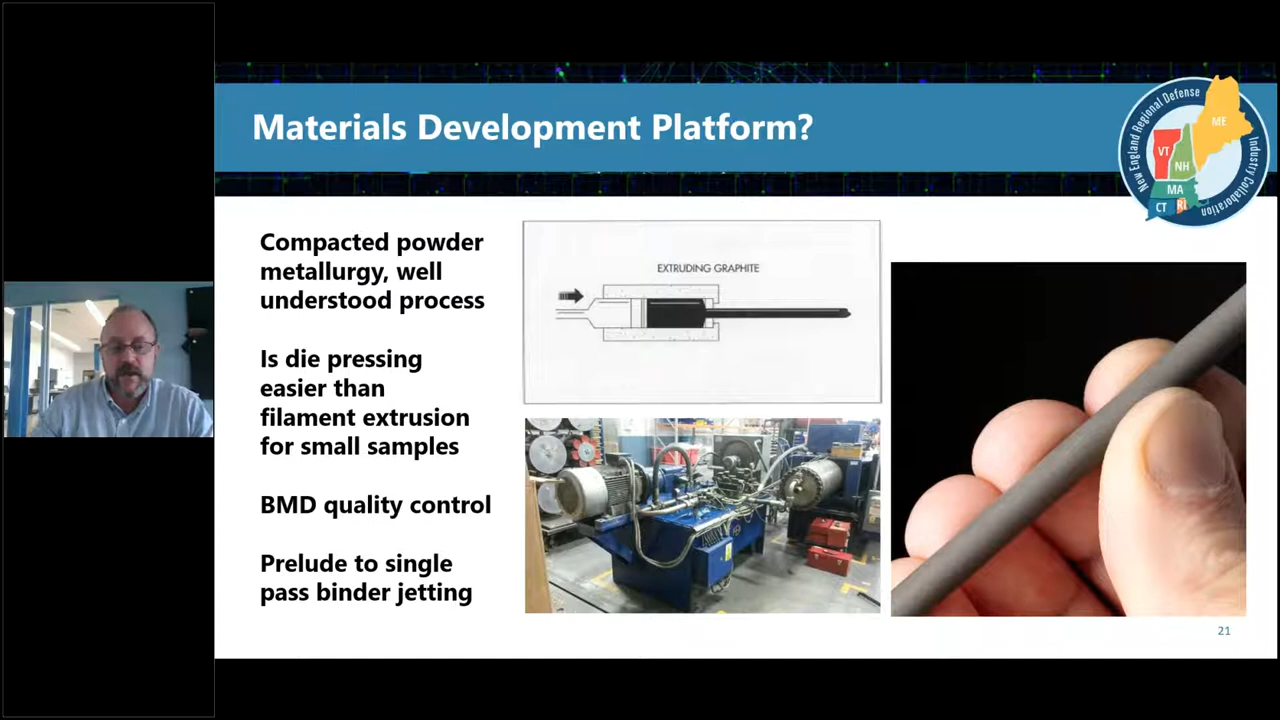 Materials Development Platform?
New England Regional Defense
Industry Collaboration
ME
VT
NH
MA
CT
RI
Compacted powder
metallurgy, well
understood process
Is die pressing
easier than
filament extrusion
for small samples
BMD quality control
Prelude to single
pass binder jetting
EXTRUDING GRAPHITE
21